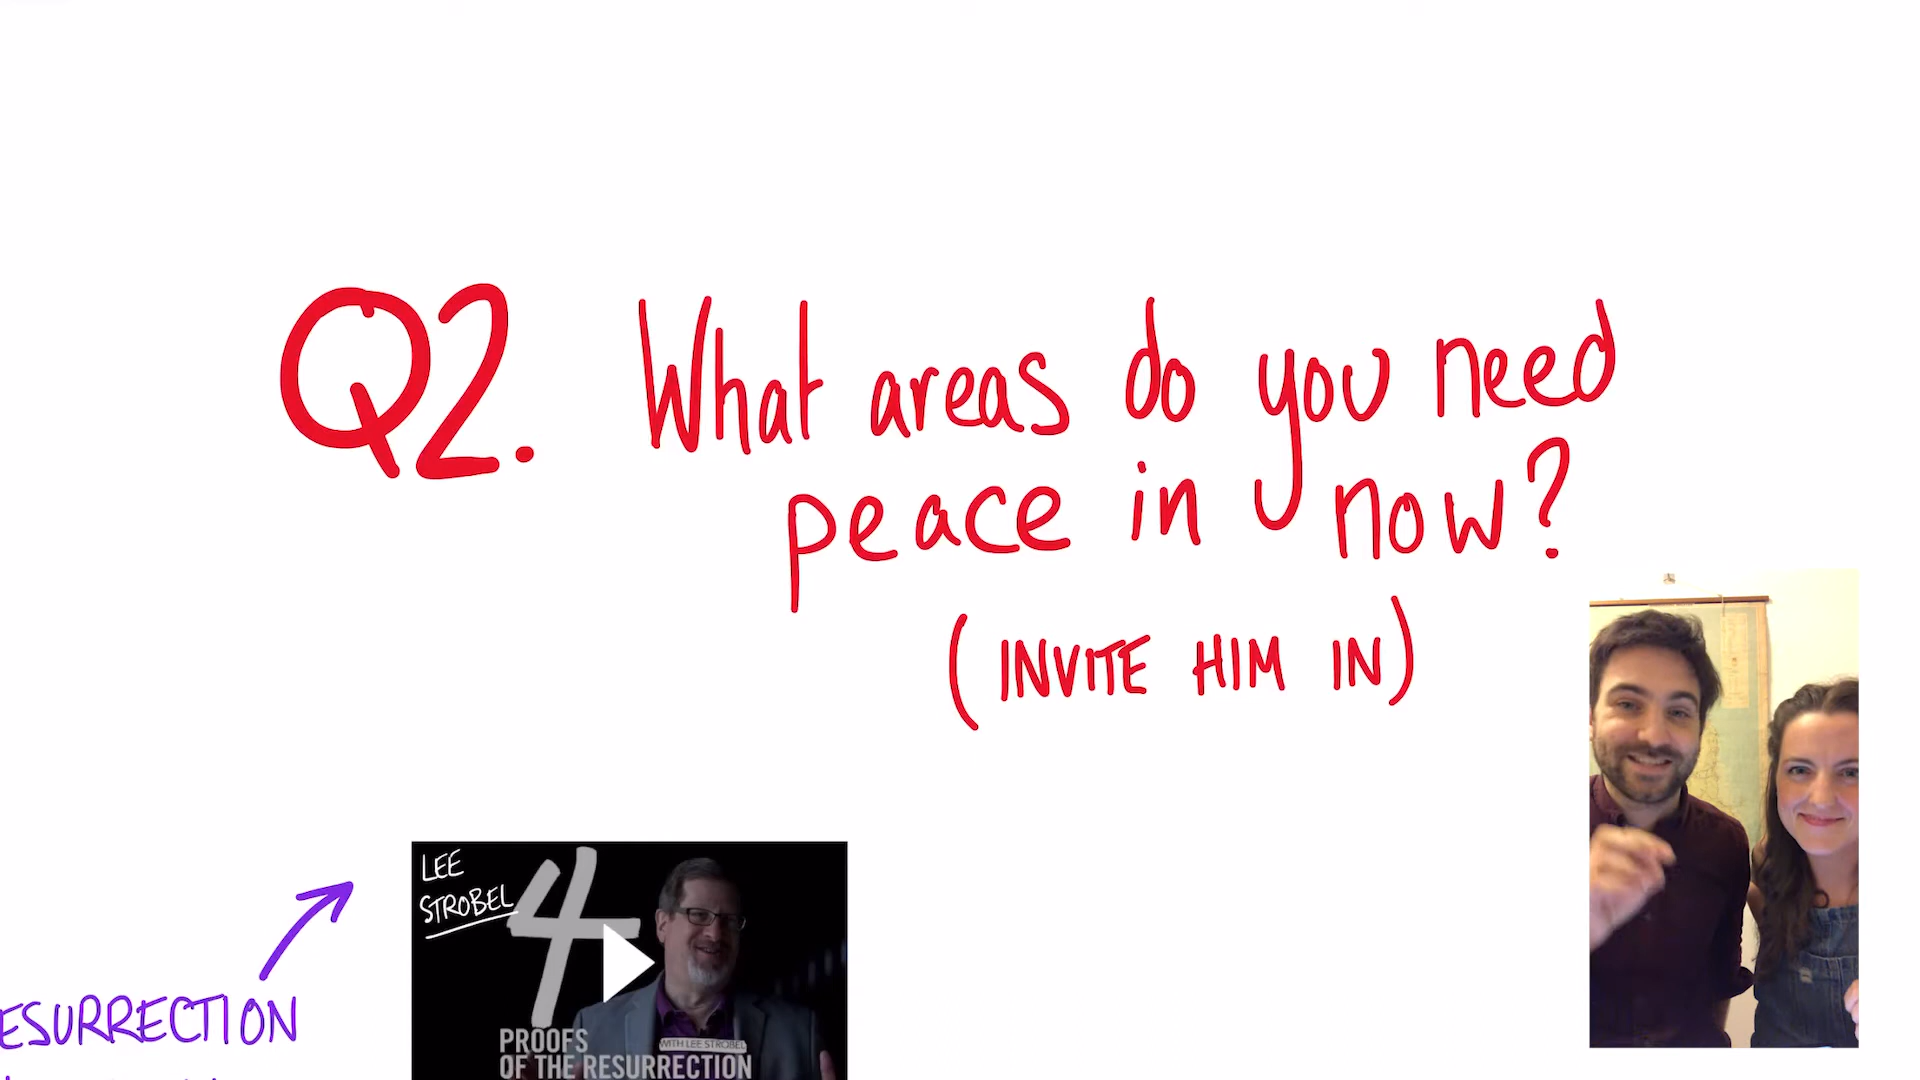 Q2. What areas do you need
peace in now?
(INVITE HIM IN)
LEE
STROBEL
4
PROOFS
WITH LEE STROBEL
OF THE RESURRECTION
ESURRECTION